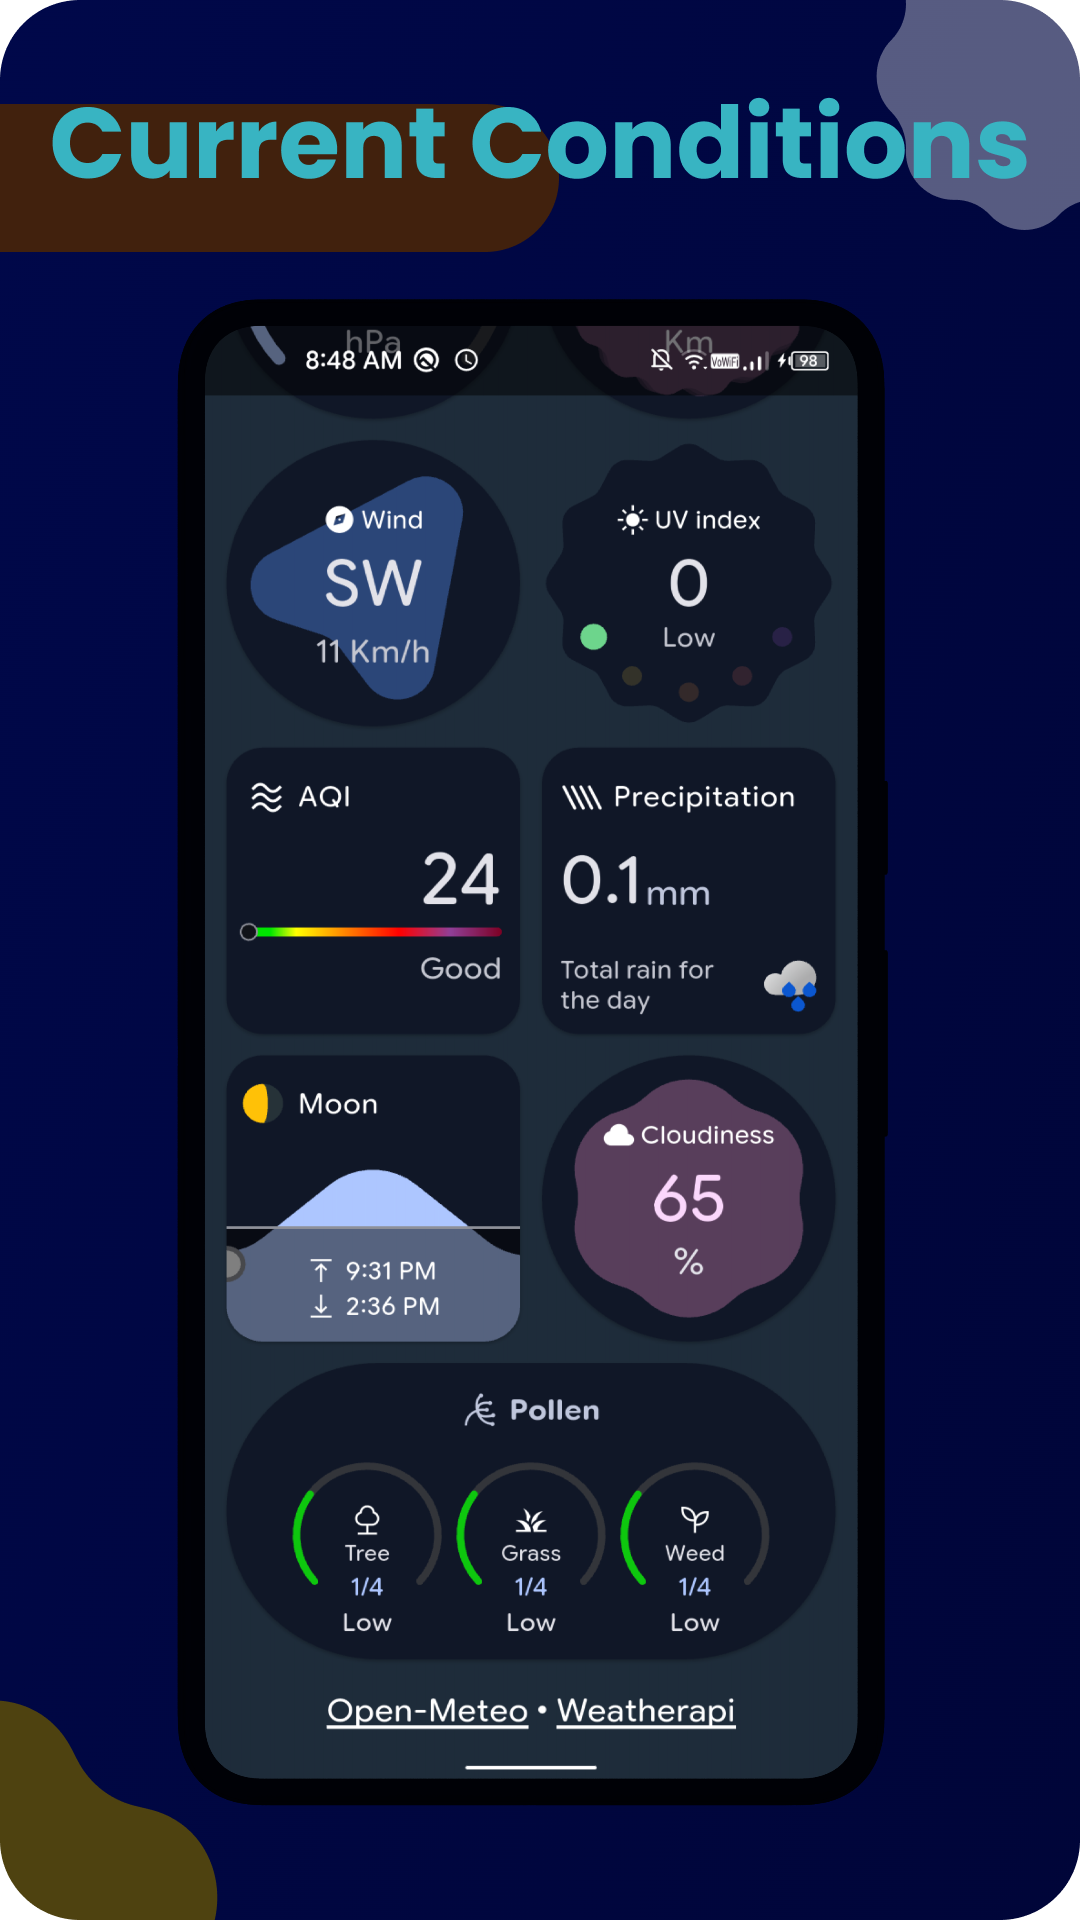 Current Conditions
hPa
Km
8:48 AM
VoWiFi
98
Wind
SW
11 Km/h
UV index
0
Low
AQI
24
Good
Precipitation
0.1mm
Total rain for
the day
Moon
9:31 PM
2:36 PM
Cloudiness
65
%
Pollen
Tree
1/4
Low
Grass
1/4
Low
Weed
1/4
Low
Open-Meteo • Weatherapi